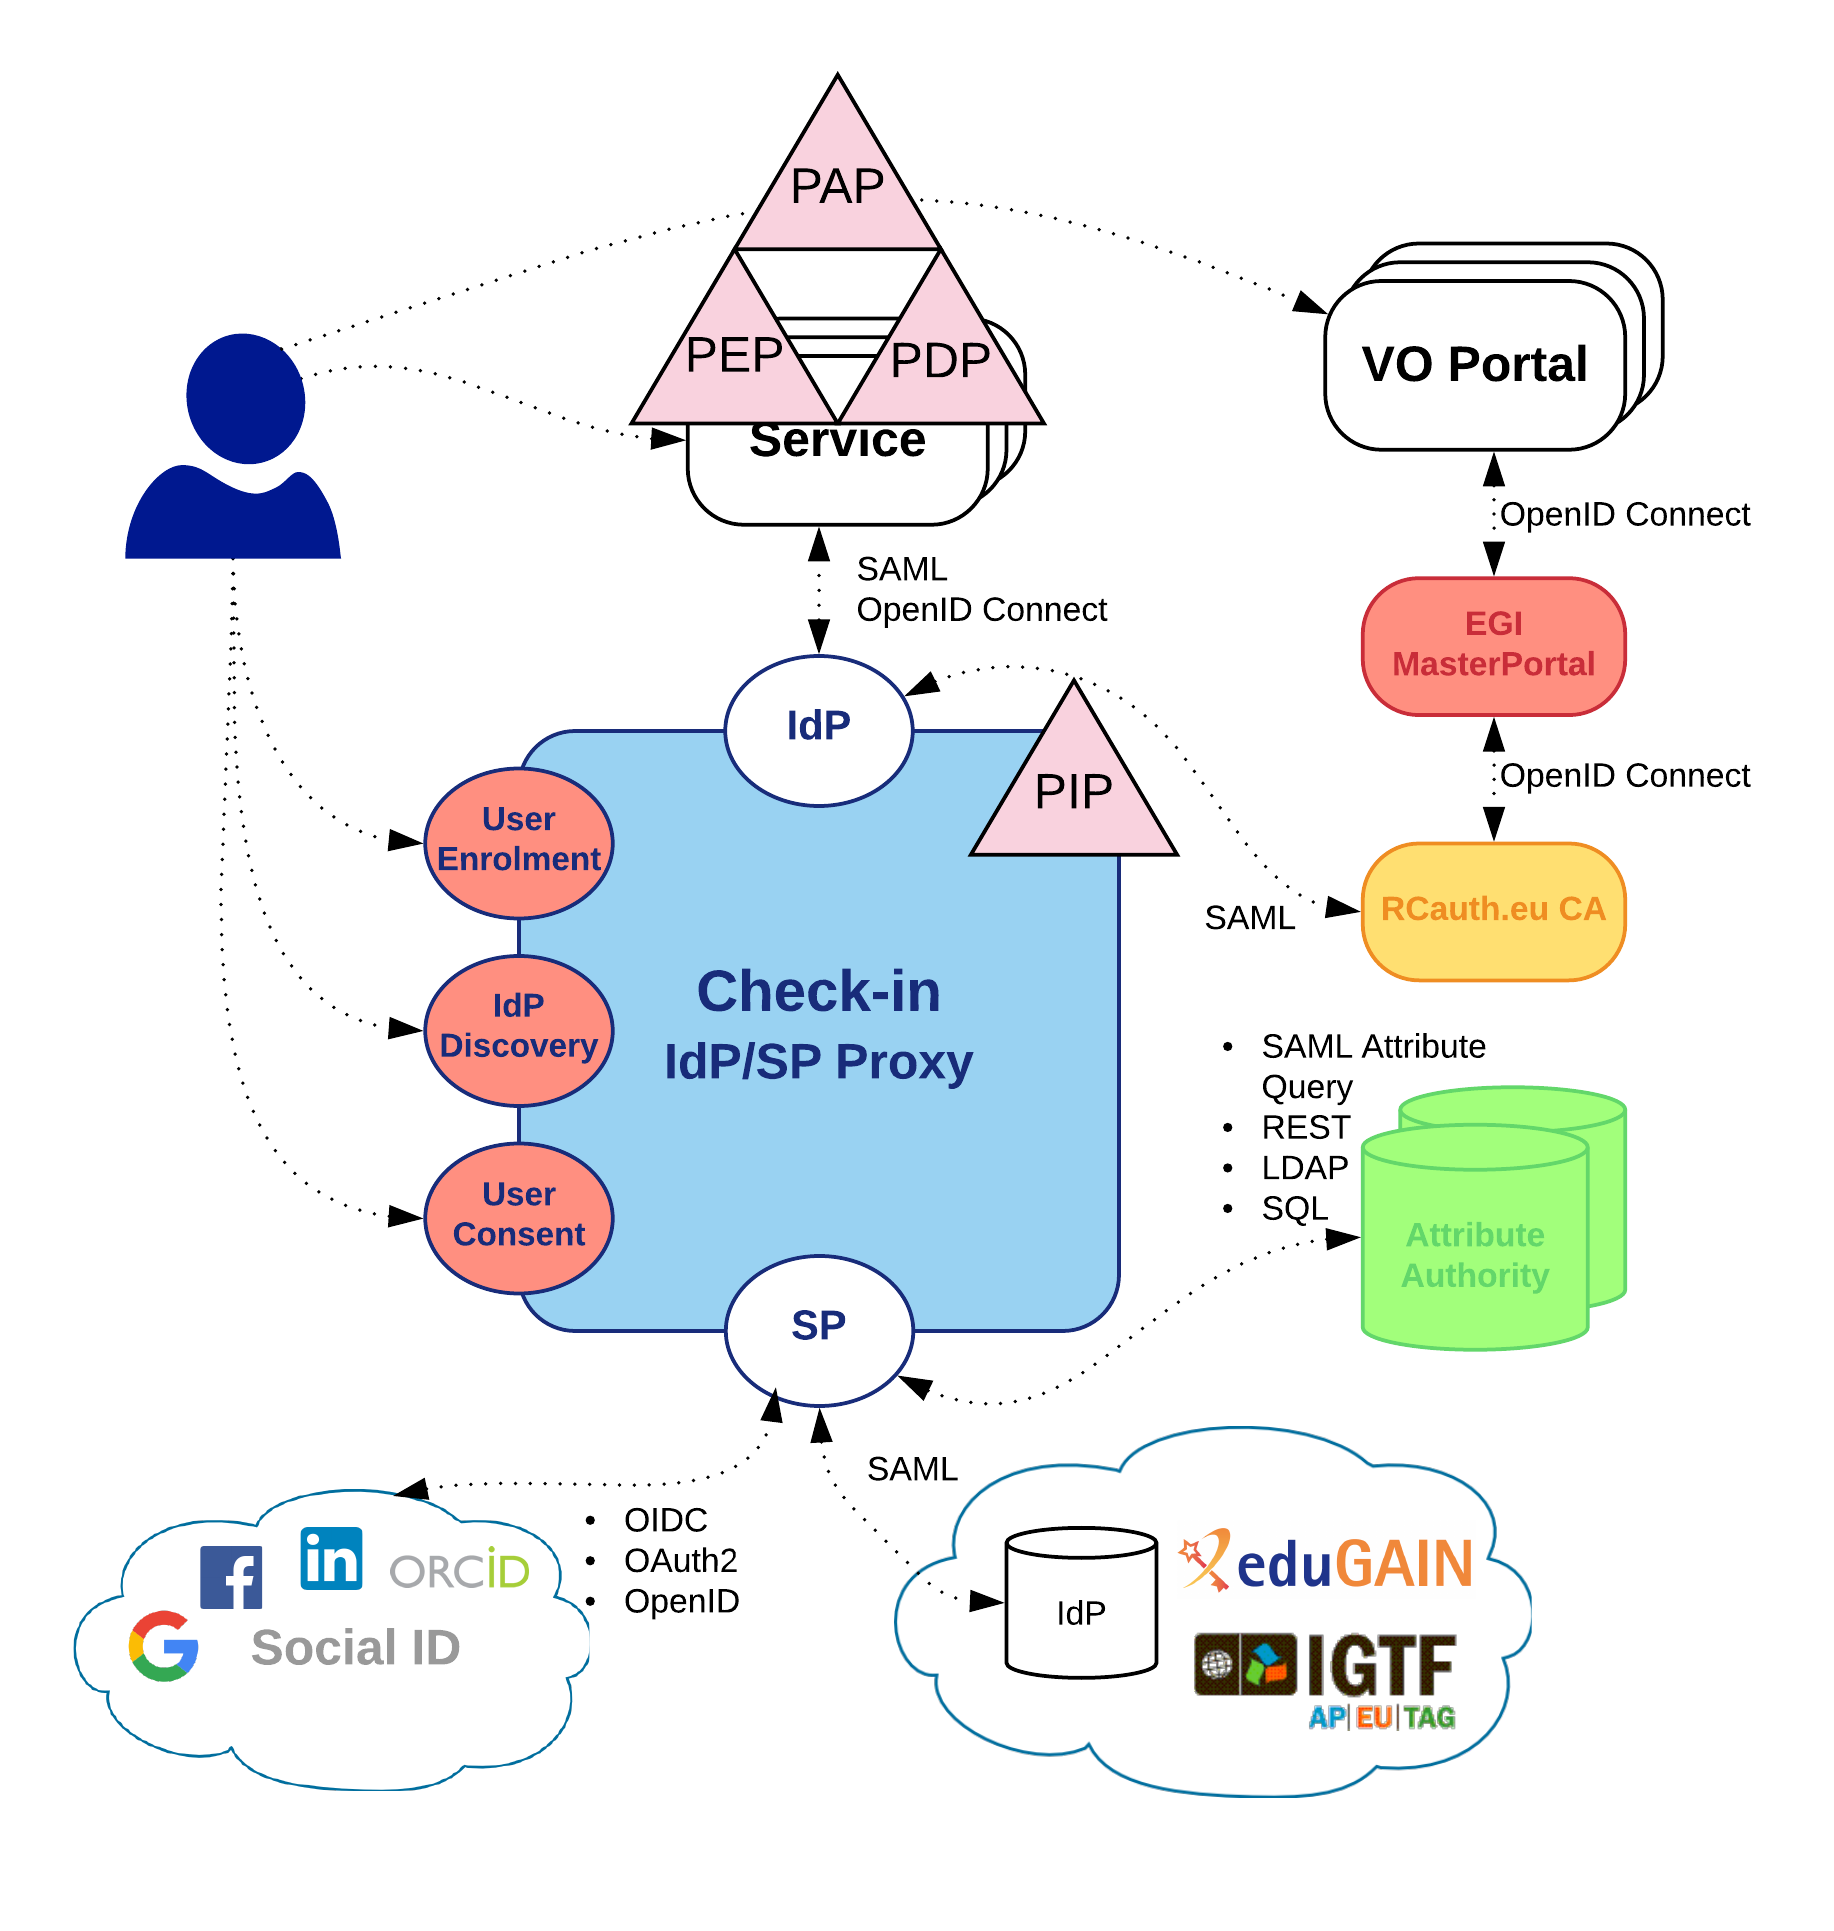 PAP
PEP
PDP
Service
VO Portal
OpenID Connect
SAML
OpenID Connect
EGI
MasterPortal
IdP
PIP
OpenID Connect
User
Enrolment
RCauth.eu CA
SAML
IdP
Discovery
Check-in
IdP/SP Proxy
• SAML Attribute
Query
• REST
• LDAP
• SQL
Attribute
Authority
User
Consent
SP
SAML
• OIDC
• OAuth2
• OpenID
f
in
ORCiD
G
Social ID
IdP
eduGAIN
IGTF
AP|EU|TAG